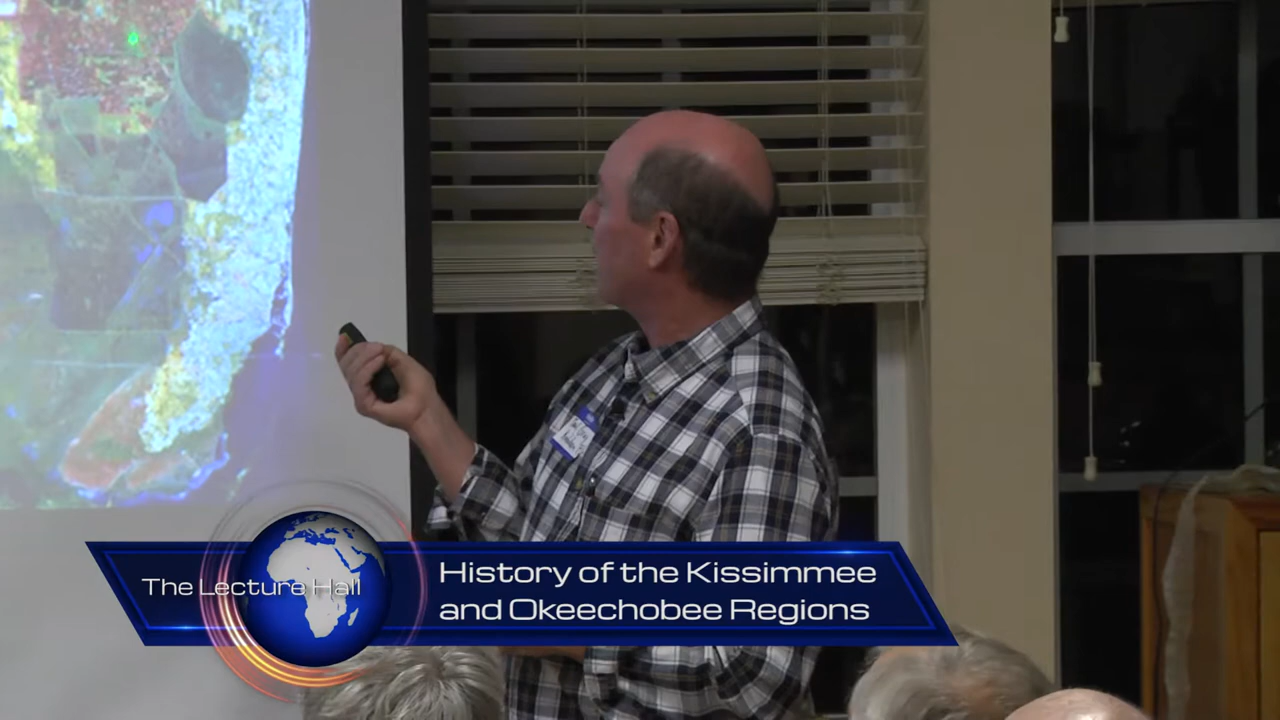 The Lecture Hall
History of the Kissimmee
and Okeechobee Regions